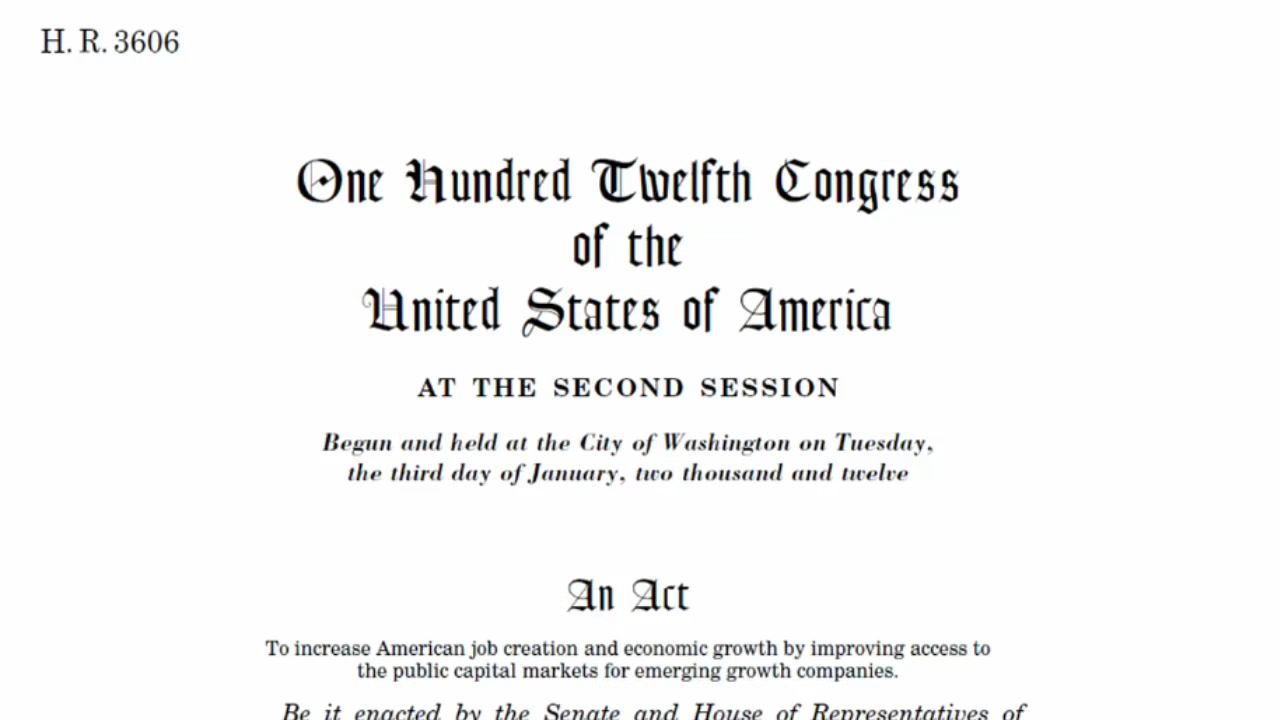 H. R. 3606
One Hundred Twelfth Congress
of the
United States of America
AT THE SECOND SESSION
Begun and held at the City of Washington on Tuesday,
the third day of January, two thousand and twelve
An Act
To increase American job creation and economic growth by improving access to
the public capital markets for emerging growth companies.
Be it enacted by the Senate and House of Representatives of